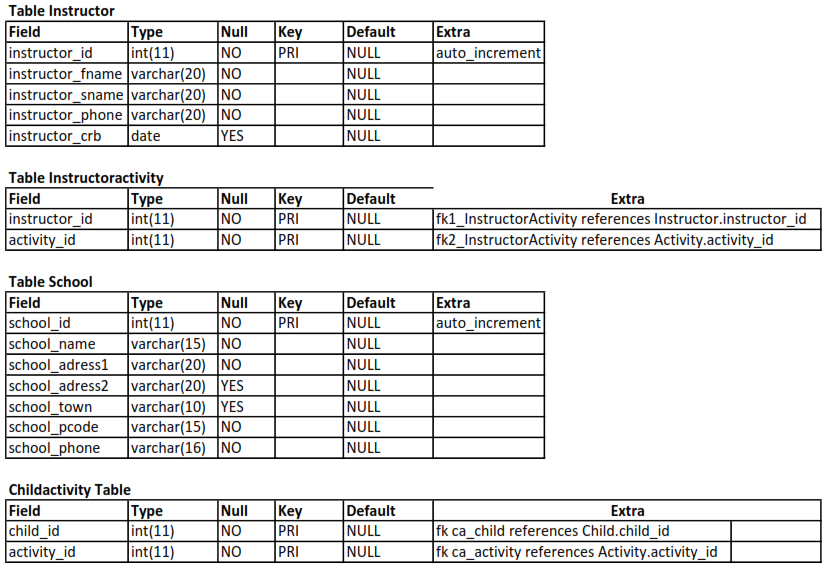 Table Instructor
Field Type Null Key Default Extra
instructor_id int(11) NO PRI NULL auto_increment
instructor_fname varchar(20) NO NULL
instructor_sname varchar(20) NO NULL
instructor_phone varchar(20) NO NULL
instructor_crb date YES NULL
Table Instructoractivity
Field Type Null Key Default Extra
instructor_id int(11) NO PRI NULL fk1_InstructorActivity references Instructor.instructor_id
activity_id int(11) NO PRI NULL fk2_InstructorActivity references Activity.activity_id
Table School
Field Type Null Key Default Extra
school_id int(11) NO PRI NULL auto_increment
school_name varchar(15) NO NULL
school_adress1 varchar(20) NO NULL
school_adress2 varchar(20) YES NULL
school_town varchar(10) YES NULL
school_pcode varchar(15) NO NULL
school_phone varchar(16) NO NULL
Childactivity Table
Field Type Null Key Default Extra
child_id int(11) NO PRI NULL fk ca_child references Child.child_id
activity_id int(11) NO PRI NULL fk ca_activity references Activity.activity_id